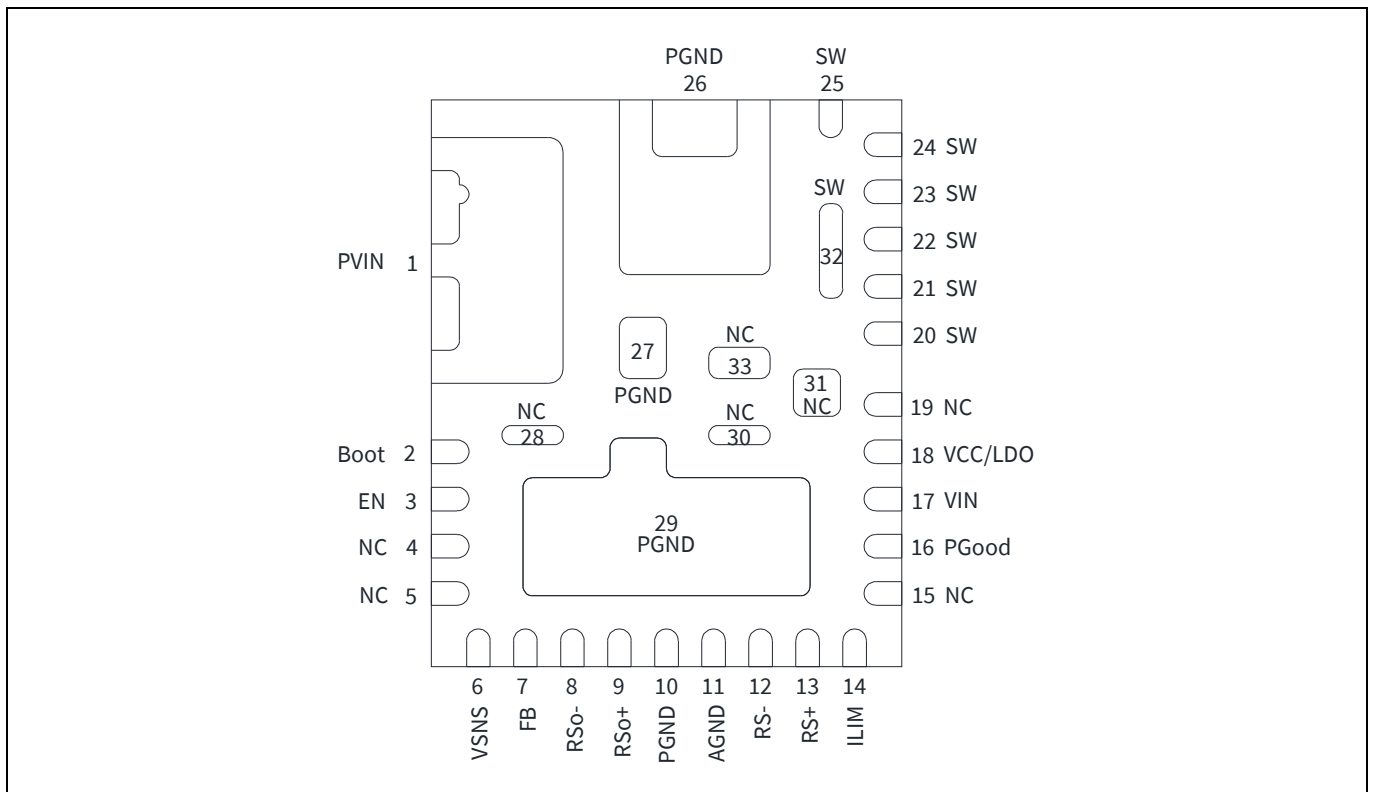 PGND
26
SW
25
24 SW
23 SW
SW
32
22 SW
21 SW
20 SW
PVIN 1
27
PGND
NC
33
31
NC
19 NC
NC
28
NC
30
Boot 2
18 VCC/LDO
EN 3
17 VIN
29
PGND
NC 4
16 PGood
NC 5
15 NC
6
VSNS
7
FB
8
RSo-
9
RSo+
10
PGND
11
AGND
12
RS-
13
RS+
14
ILIM